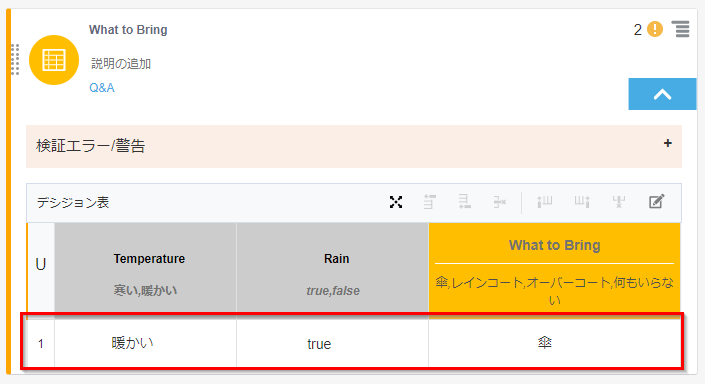 What to Bring
2
説明の追加
Q&A
検証エラー/警告
+
デシジョン表
U
Temperature
寒い,暖かい
Rain
true,false
What to Bring
傘,レインコート,オーバーコート,何もいらな
い
1
暖かい
true
傘